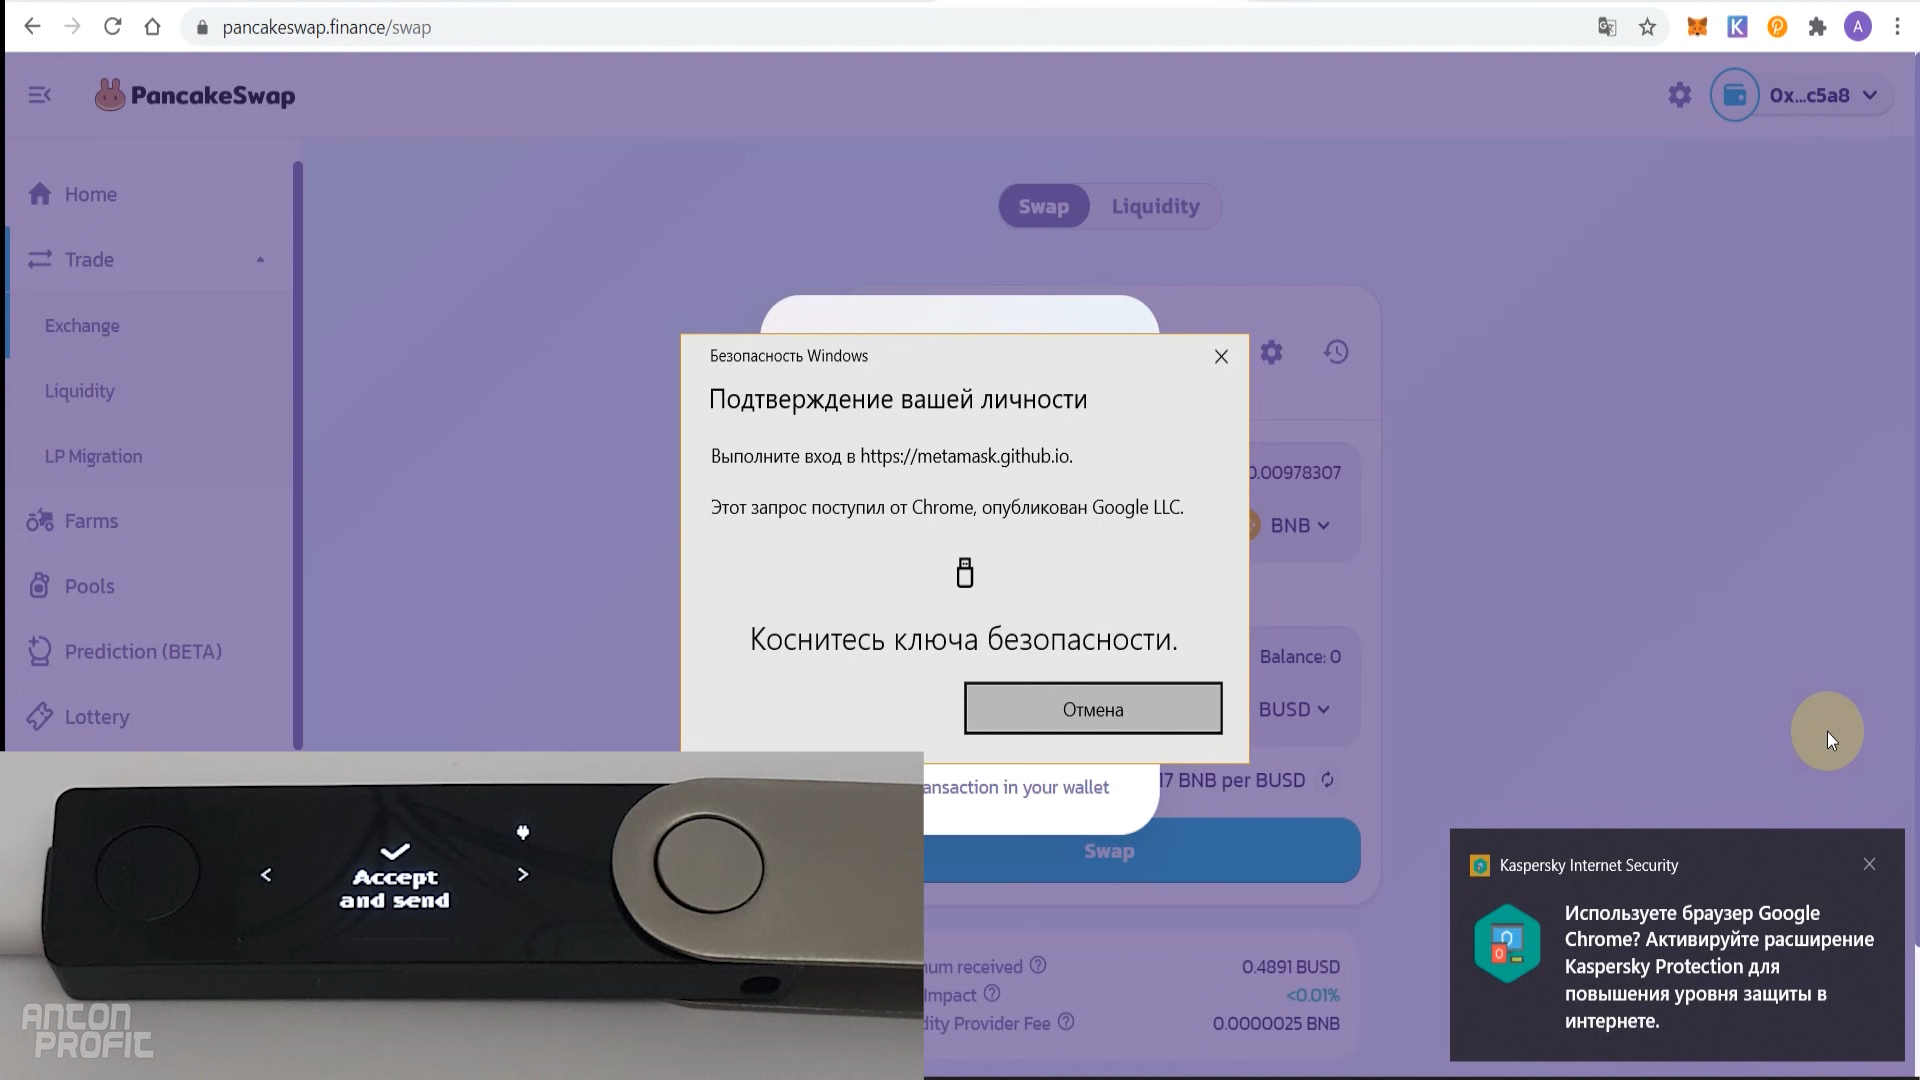 pancakeswap.finance/swap
K
A
PancakeSwap
0x...c5a8
Home
Trade
Exchange
Liquidity
LP Migration
Farms
Pools
Prediction (BETA)
Lottery
Swap
Liquidity
Безопасность Windows
Подтверждение вашей личности
Выполните вход в https://metamask.github.io.
Этот запрос поступил от Chrome, опубликован Google LLC.
Коснитесь ключа безопасности.
Отмена
0.00978307
BNB
Balance: 0
BUSD
BNB per BUSD
in your wallet
Swap
received
0.4891 BUSD
Impact
<0.01%
Provider Fee
0.0000025 BNB
Accept
and send
ANTON
PROFIT
Kaspersky Internet Security
Используете браузер Google
Chrome? Активируйте расширение
Kaspersky Protection для
повышения уровня защиты в
интернете.